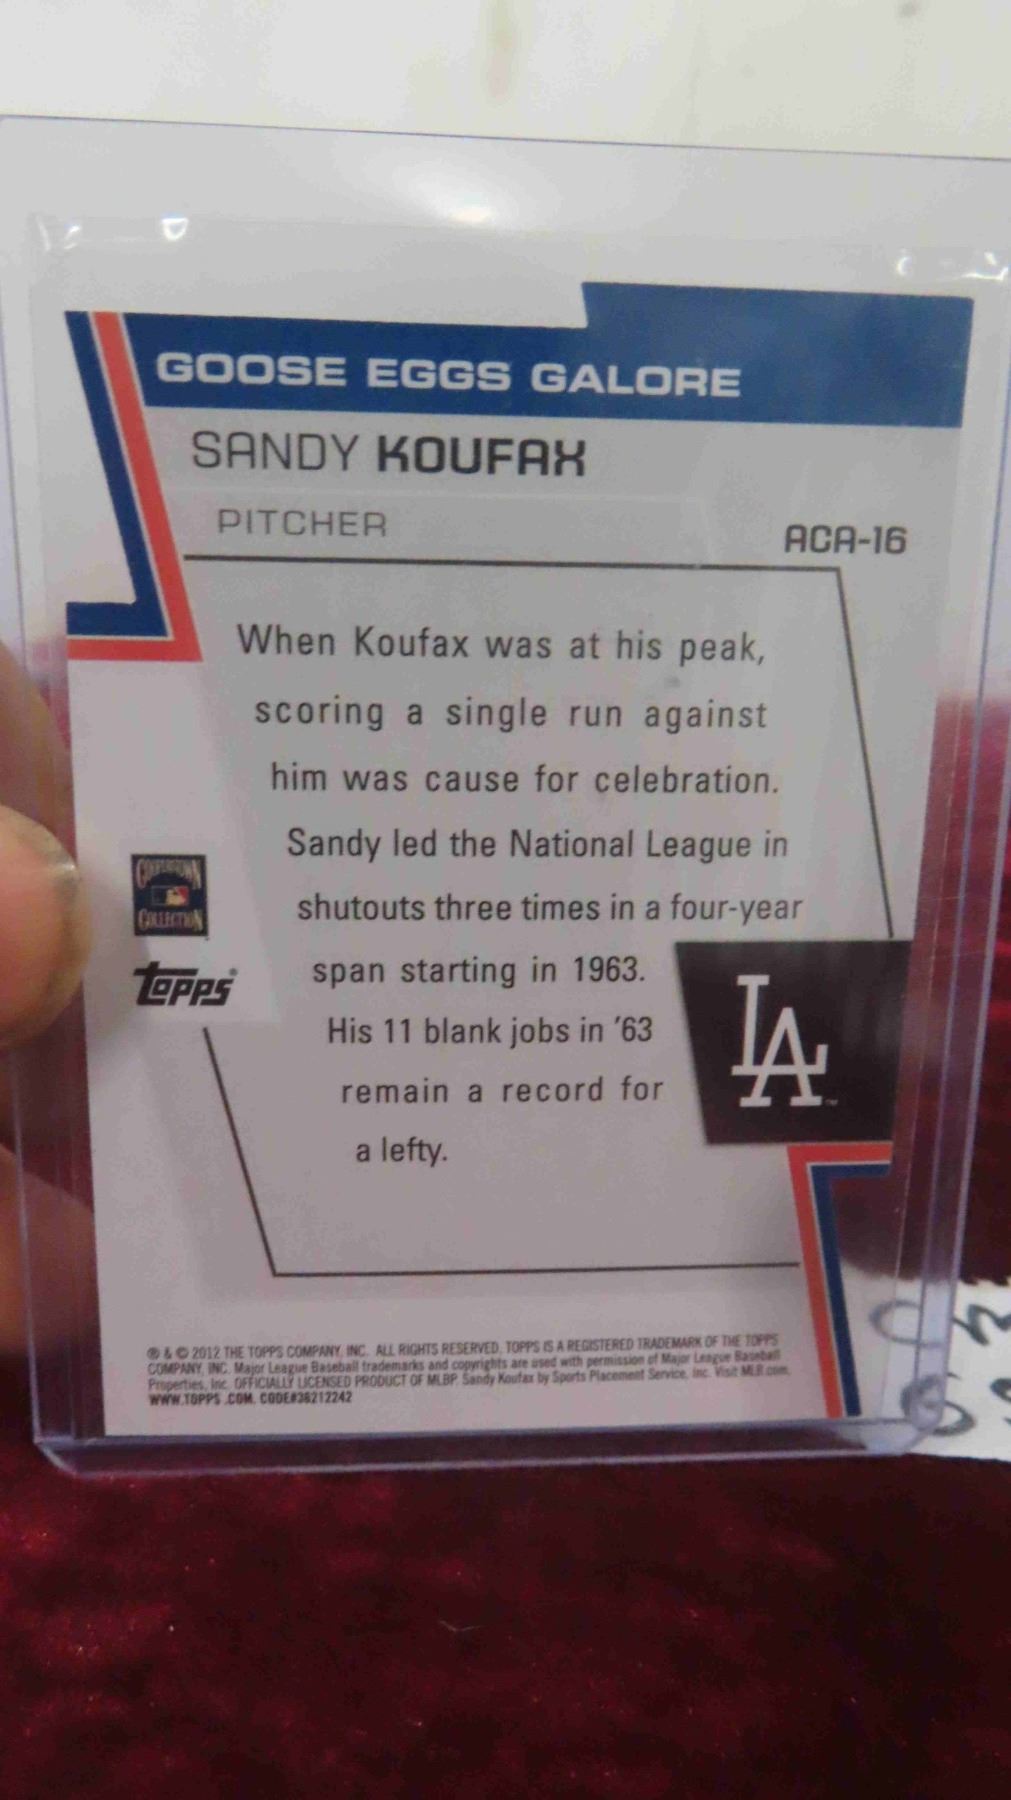 GOOSE EGGS GALORE
SANDY KOUFAX
PITCHER
ACA-16
When Koufax was at his peak,
scoring a single run against
him was cause for celebration.
Sandy led the National League in
shutouts three times in a four-year
span starting in 1963.
His 11 blank jobs in '63
remain a record for
a lefty.
COOPERSTOWN
COLLECTION
TOPPS®
LA™
® & © 2012 THE TOPPS COMPANY, INC. ALL RIGHTS RESERVED. TOPPS IS A REGISTERED TRADEMARK OF THE TOPPS
COMPANY, INC. Major League Baseball trademarks and copyrights are used with permission of Major League Baseball
Properties, Inc. OFFICIALLY LICENSED PRODUCT OF MLBP. Sandy Koufax by Sports Placement Service, Inc. Visit MLB.com.
WWW.TOPPS .COM. CODE#36212242